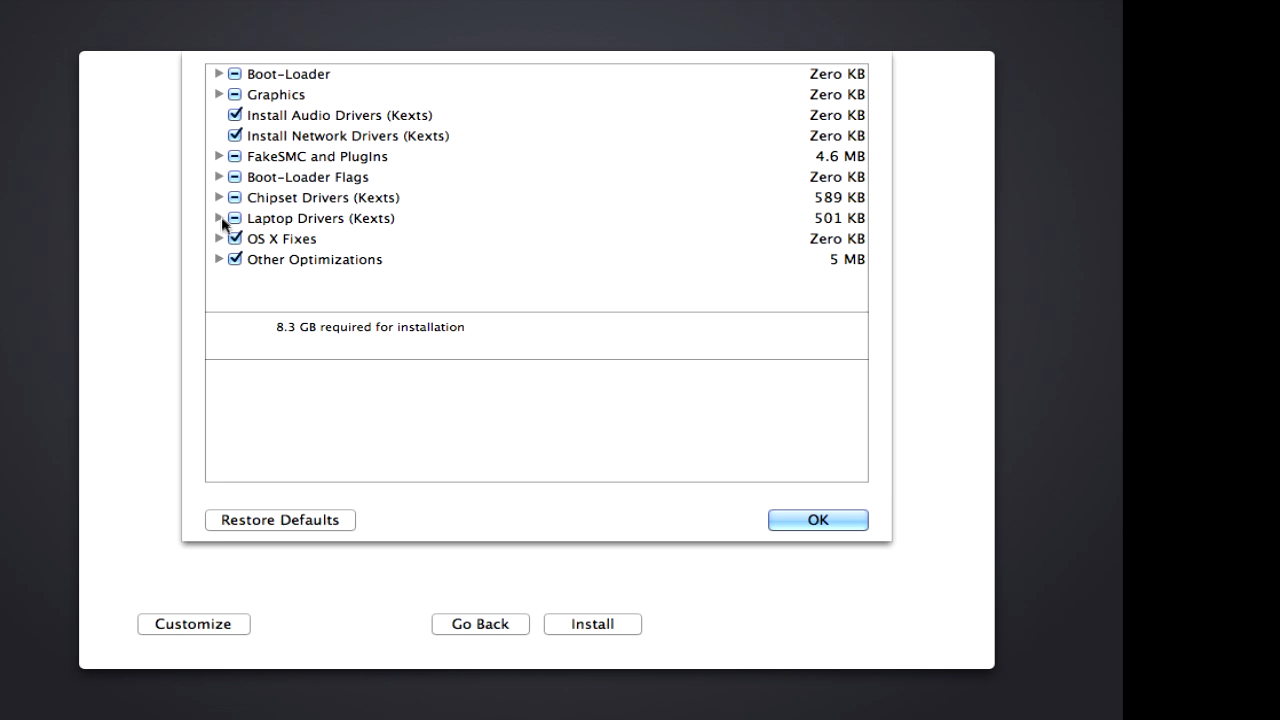 Boot-Loader Zero KB
Graphics Zero KB
Install Audio Drivers (Kexts) Zero KB
Install Network Drivers (Kexts) Zero KB
FakeSMC and PlugIns 4.6 MB
Boot-Loader Flags Zero KB
Chipset Drivers (Kexts) 589 KB
Laptop Drivers (Kexts) 501 KB
OS X Fixes Zero KB
Other Optimizations 5 MB
8.3 GB required for installation
Restore Defaults OK
Customize Go Back Install